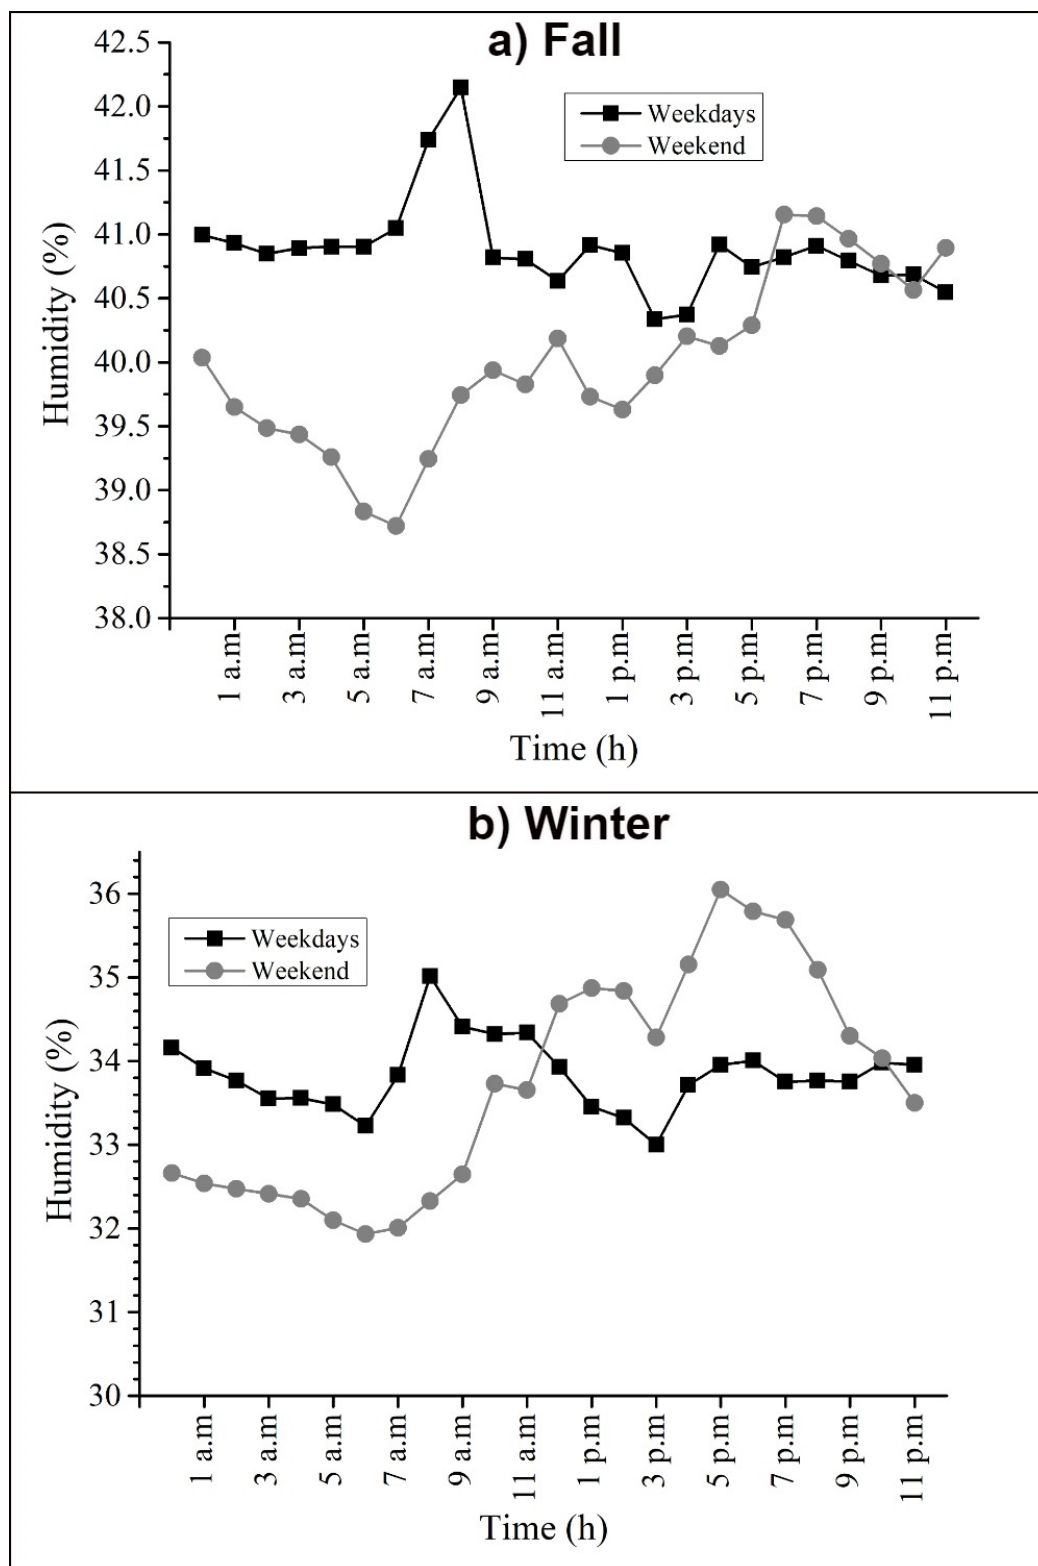 a) Fall
Weekdays
Weekend
Humidity (%)
42.5
42.0
41.5
41.0
40.5
40.0
39.5
39.0
38.5
38.0
1 a.m
3 a.m
5 a.m
7 a.m
9 a.m
11 a.m
1 p.m
3 p.m
5 p.m
7 p.m
9 p.m
11 p.m
Time (h)
b) Winter
Weekdays
Weekend
Humidity (%)
36
35
34
33
32
31
30
1 a.m
3 a.m
5 a.m
7 a.m
9 a.m
11 a.m
1 p.m
3 p.m
5 p.m
7 p.m
9 p.m
11 p.m
Time (h)